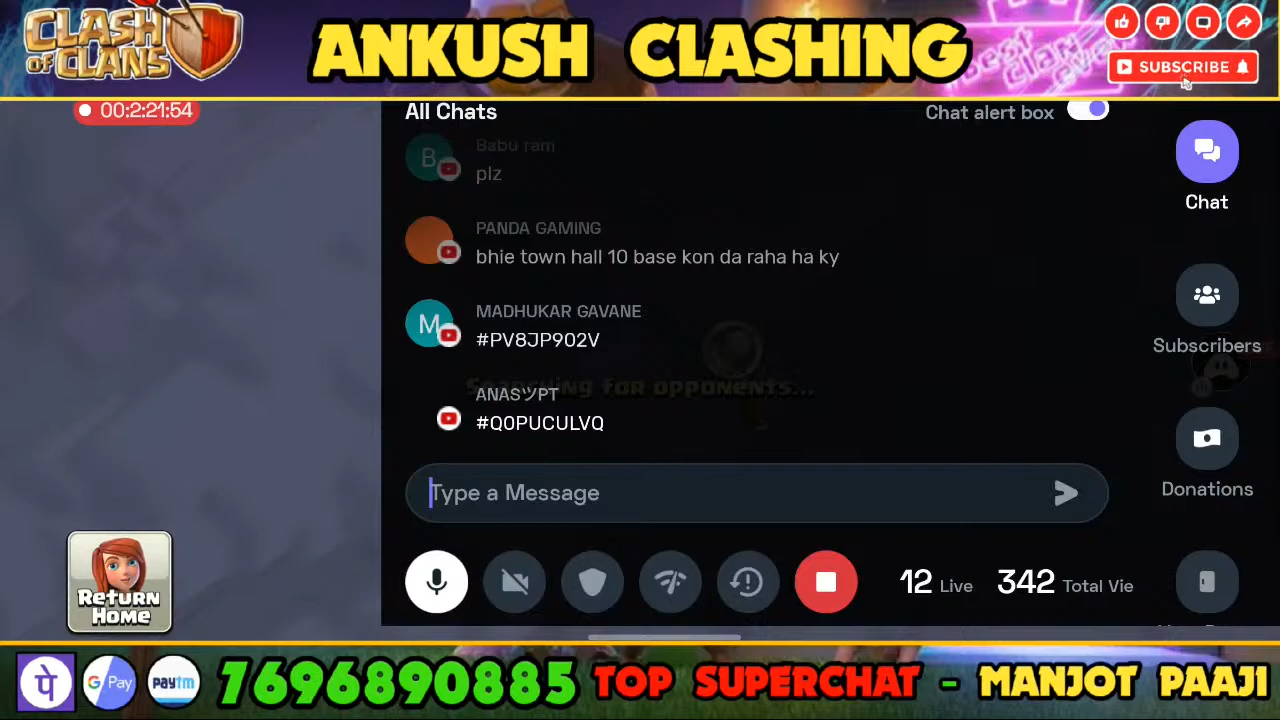 CLASH
OF CLANS
ANKUSH CLASHING
SUBSCRIBE
00:2:21:54
All Chats
Chat alert box
Chat
B
Babu ram
plz
PANDA GAMING
bhie town hall 10 base kon da raha ha ky
M
MADHUKAR GAVANE
#PV8JP902V
Searching for opponents...
ANASツPT
#Q0PUCULVQ
Type a Message
Subscribers
Donations
12 Live
342 Total Vie
Return
Home
पे
G Pay
paytm
7696890885
TOP SUPERCHAT - MANJOT PAAJI